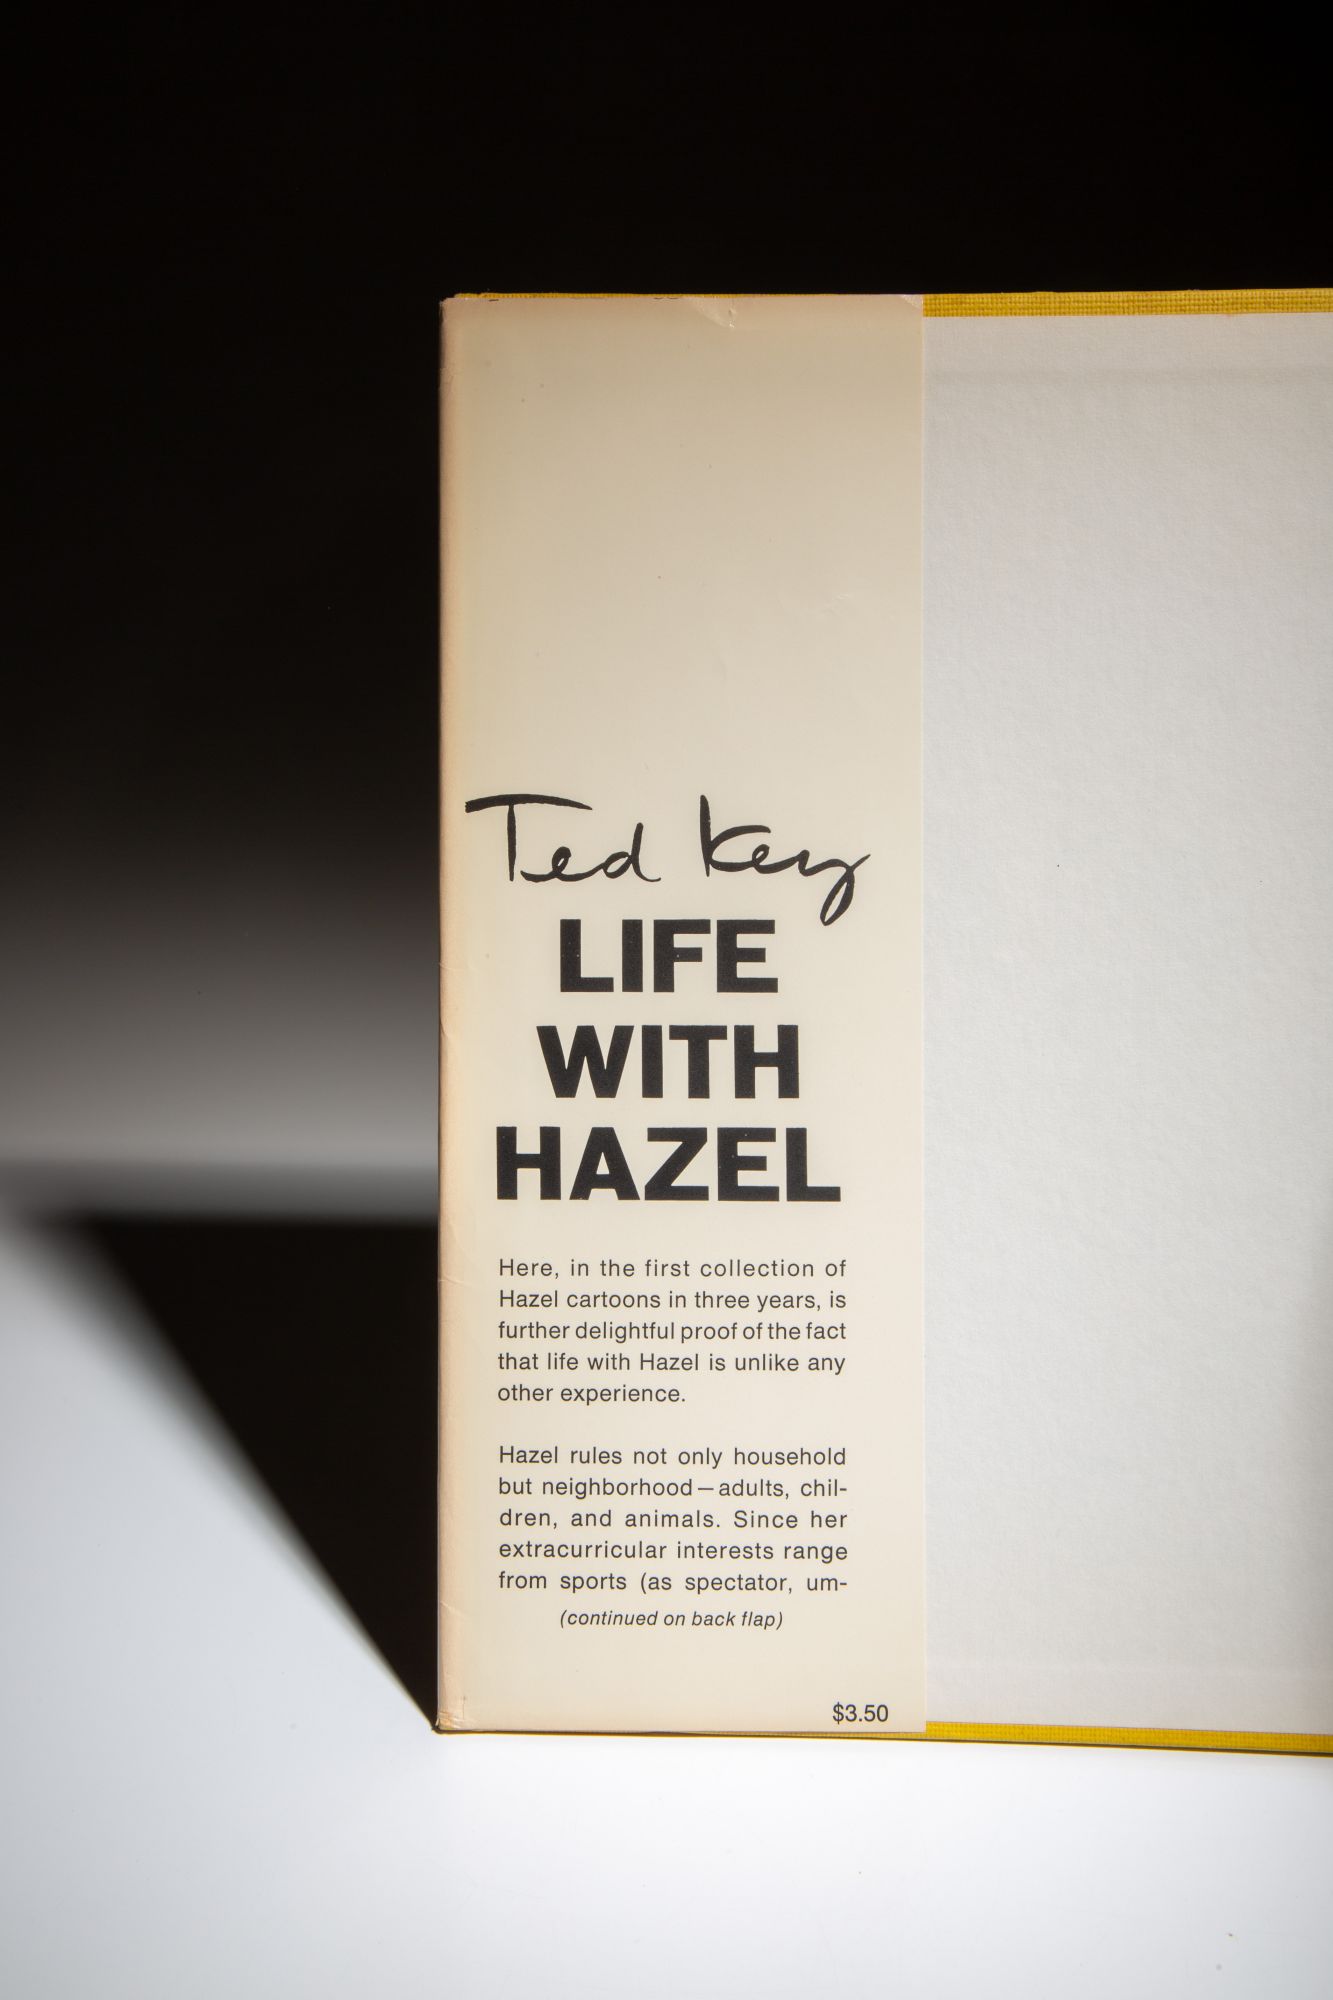 Ted Key
LIFE
WITH
HAZEL
Here, in the first collection of
Hazel cartoons in three years, is
further delightful proof of the fact
that life with Hazel is unlike any
other experience.
Hazel rules not only household
but neighborhood—adults, chil-
dren, and animals. Since her
extracurricular interests range
from sports (as spectator, um-
(continued on back flap)
$3.50